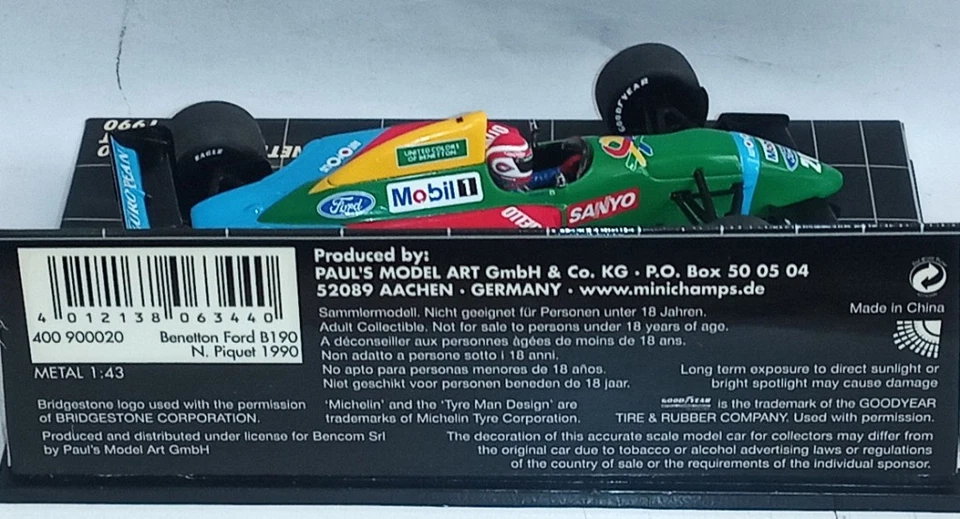 1990
GOODYEAR
EAGLE
UNITED COLORS
OF BENETTON
Mobil 1
Ford
SANYO
Produced by:
PAUL'S MODEL ART GmbH & Co. KG · P.O. Box 50 05 04
52089 AACHEN · GERMANY · www.minichamps.de
4 012138 063440
400 900020 Benetton Ford B190
N. Piquet 1990
METAL 1:43
Sammlermodell. Nicht geeignet für Personen unter 18 Jahren.
Adult Collectible. Not for sale to persons under 18 years of age.
A déconseiller aux personnes àgées de moins de 18 ans.
Non adatto a persone sotto i 18 anni.
No apto para personas menores de 18 años.
Niet geschikt voor personen beneden de 18 jaar.
Made in China
Long term exposure to direct sunlight or
bright spotlight may cause damage
Bridgestone logo used with the permission
of BRIDGESTONE CORPORATION.
'Michelin' and the 'Tyre Man Design' are
trademarks of Michelin Tyre Corporation.
GOODYEAR is the trademark of the GOODYEAR
TIRE & RUBBER COMPANY. Used with permission.
Produced and distributed under license for Bencom Srl
by Paul's Model Art GmbH
The decoration of this accurate scale model car for collectors may differ from
the original car due to tobacco or alcohol advertising laws or regulations
of the country of sale or the requirements of the individual sponsor.